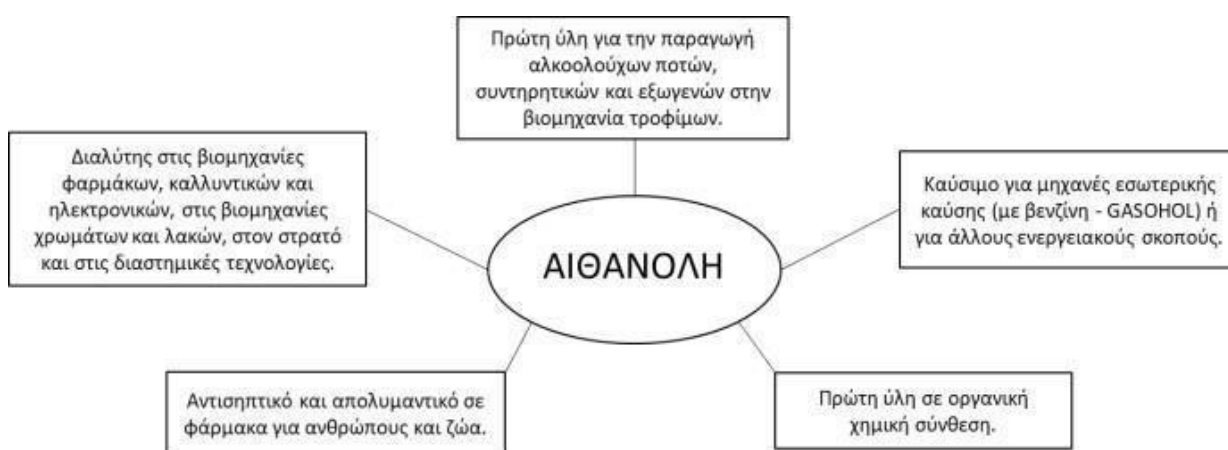 Πρώτη ύλη για την παραγωγή
αλκοολούχων ποτών,
συντηρητικών και εξωγενών στην
βιομηχανία τροφίμων.
Διαλύτης στις βιομηχανίες
φαρμάκων, καλλυντικών και
ηλεκτρονικών, στις βιομηχανίες
χρωμάτων και λακών, στον στρατό
και στις διαστημικές τεχνολογίες.
Καύσιμο για μηχανές εσωτερικής
καύσης (με βενζίνη - GASOHOL) ή
για άλλους ενεργειακούς σκοπούς.
ΑΙΘΑΝΟΛΗ
Αντισηπτικό και απολυμαντικό σε
φάρμακα για ανθρώπους και ζώα.
Πρώτη ύλη σε οργανική
χημική σύνθεση.